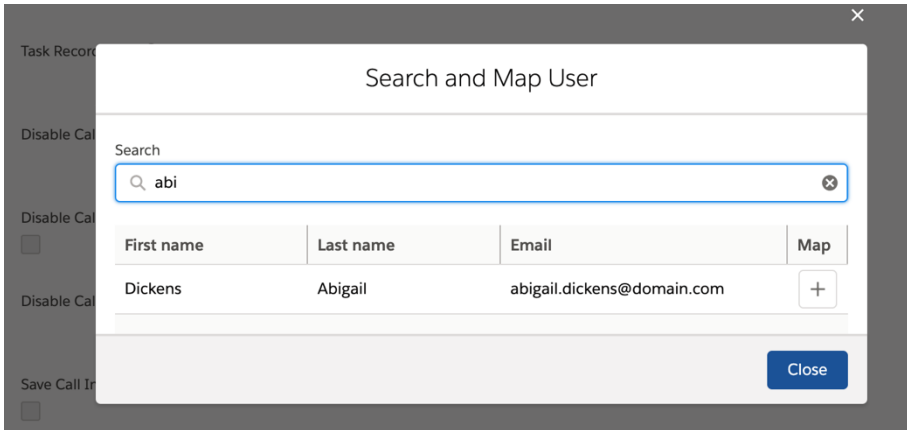 Task Record
Search and Map User
Disable Cal
Search
abi
Disable Cal
First name Last name Email Map
Dickens Abigail abigail.dickens@domain.com +
Disable Cal
Close
Save Call In